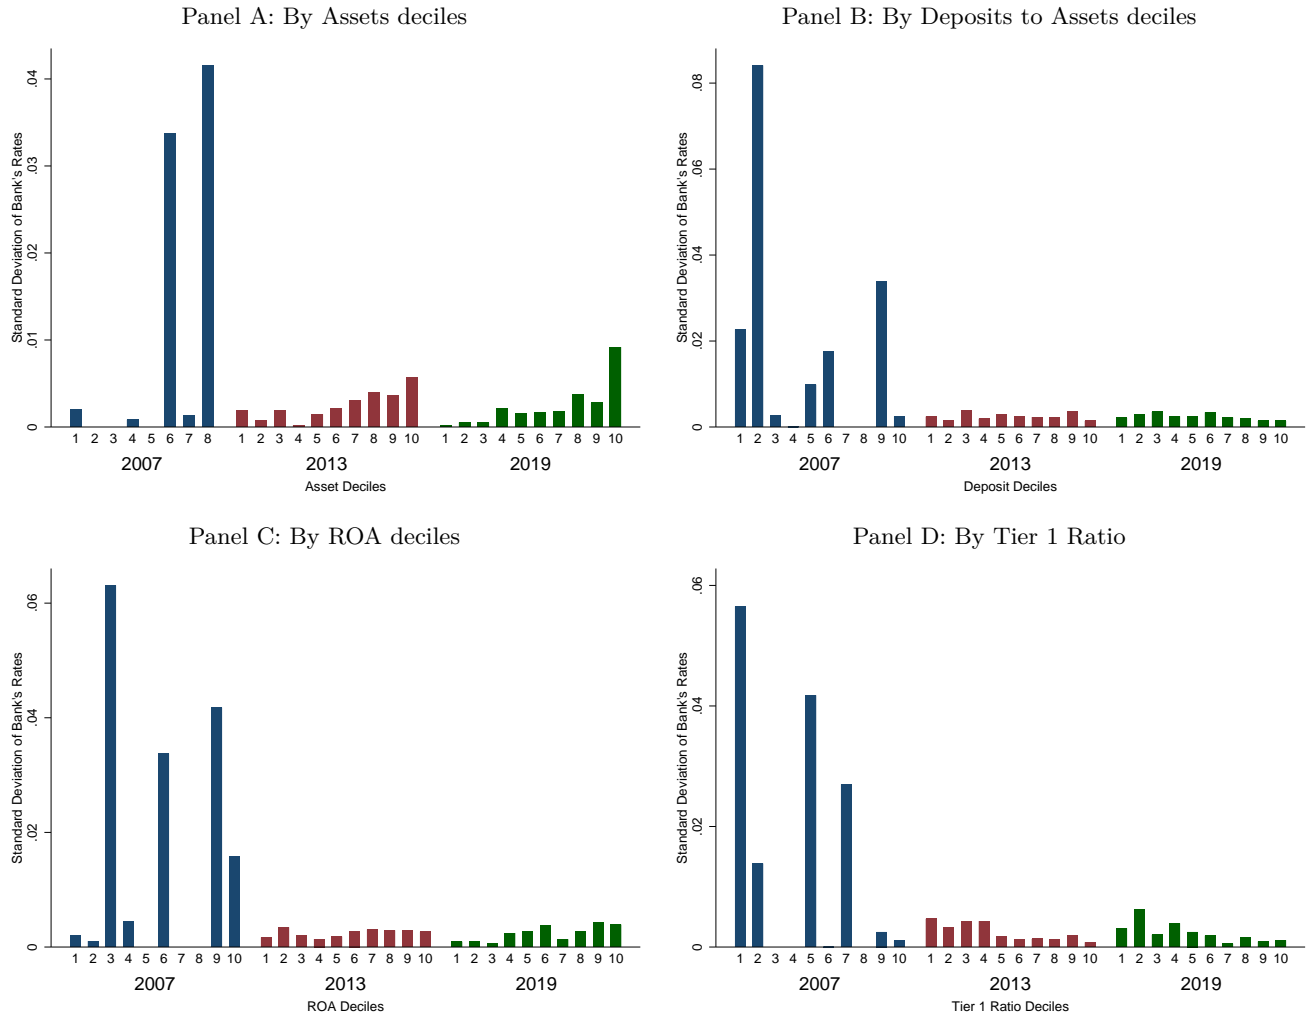 Panel A: By Assets deciles
Standard Deviation of Bank's Rates
.04
.03
.02
.01
0
1 2 3 4 5 6 7 8 1 2 3 4 5 6 7 8 9 10 1 2 3 4 5 6 7 8 9 10
2007 2013 2019
Asset Deciles
Panel B: By Deposits to Assets deciles
Standard Deviation of Bank's Rates
.08
.06
.04
.02
0
1 2 3 4 5 6 7 8 9 10 1 2 3 4 5 6 7 8 9 10 1 2 3 4 5 6 7 8 9 10
2007 2013 2019
Deposit Deciles
Panel C: By ROA deciles
Standard Deviation of Bank's Rates
.06
.04
.02
0
1 2 3 4 5 6 7 8 9 10 1 2 3 4 5 6 7 8 9 10 1 2 3 4 5 6 7 8 9 10
2007 2013 2019
ROA Deciles
Panel D: By Tier 1 Ratio
Standard Deviation of Bank's Rates
.06
.04
.02
0
1 2 3 4 5 6 7 8 9 10 1 2 3 4 5 6 7 8 9 10 1 2 3 4 5 6 7 8 9 10
2007 2013 2019
Tier 1 Ratio Deciles